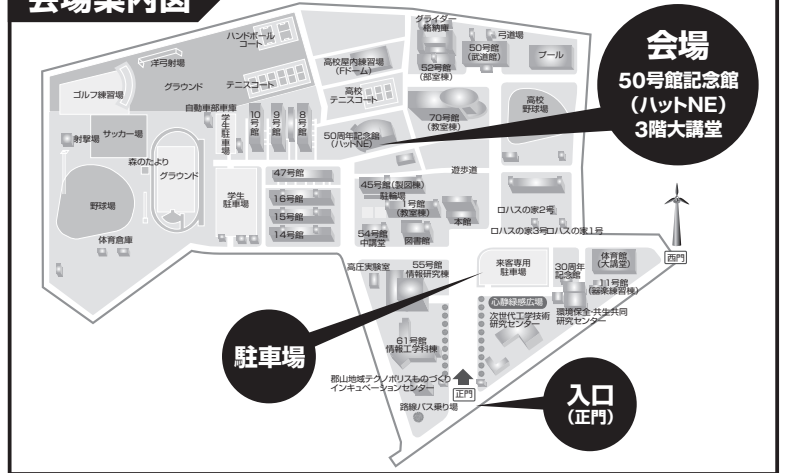 会場案内図
会場
50号館記念館
(ハットNE)
3階大講堂
グライダー
格納庫
弓道場
50号館
(武道館)
プール
52号館
(部室棟)
ハンドボール
コート
洋弓射場
高校屋内練習場
(Fドーム)
グラウンド
テニスコート
高校
テニスコート
ゴルフ練習場
自動車部車庫
学生駐車場
10号館
9号館
8号館
70号館
(教室棟)
高校
野球場
50周年記念館
(ハットNE)
射撃場
サッカー場
森のたより
グラウンド
47号館
16号館
15号館
14号館
学生
駐車場
遊歩道
45号館(製図棟)
駐輪場
1号館
(教室棟)
本館
ロハスの家2号
ロハスの家3号
ロハスの家1号
野球場
体育倉庫
54号館
中講堂
図書館
西門
高圧実験室
55号館
情報研究棟
来客専用
駐車場
30周年
記念館
体育館
(大講堂)
11号館
(器楽練習棟)
心静緑感広場
次世代工学技術
研究センター
環境保全・共生共同
研究センター
61号館
情報工学科棟
駐車場
郡山地域テクノポリスものづくり
インキュベーションセンター
正門
路線バス乗り場
入口
(正門)